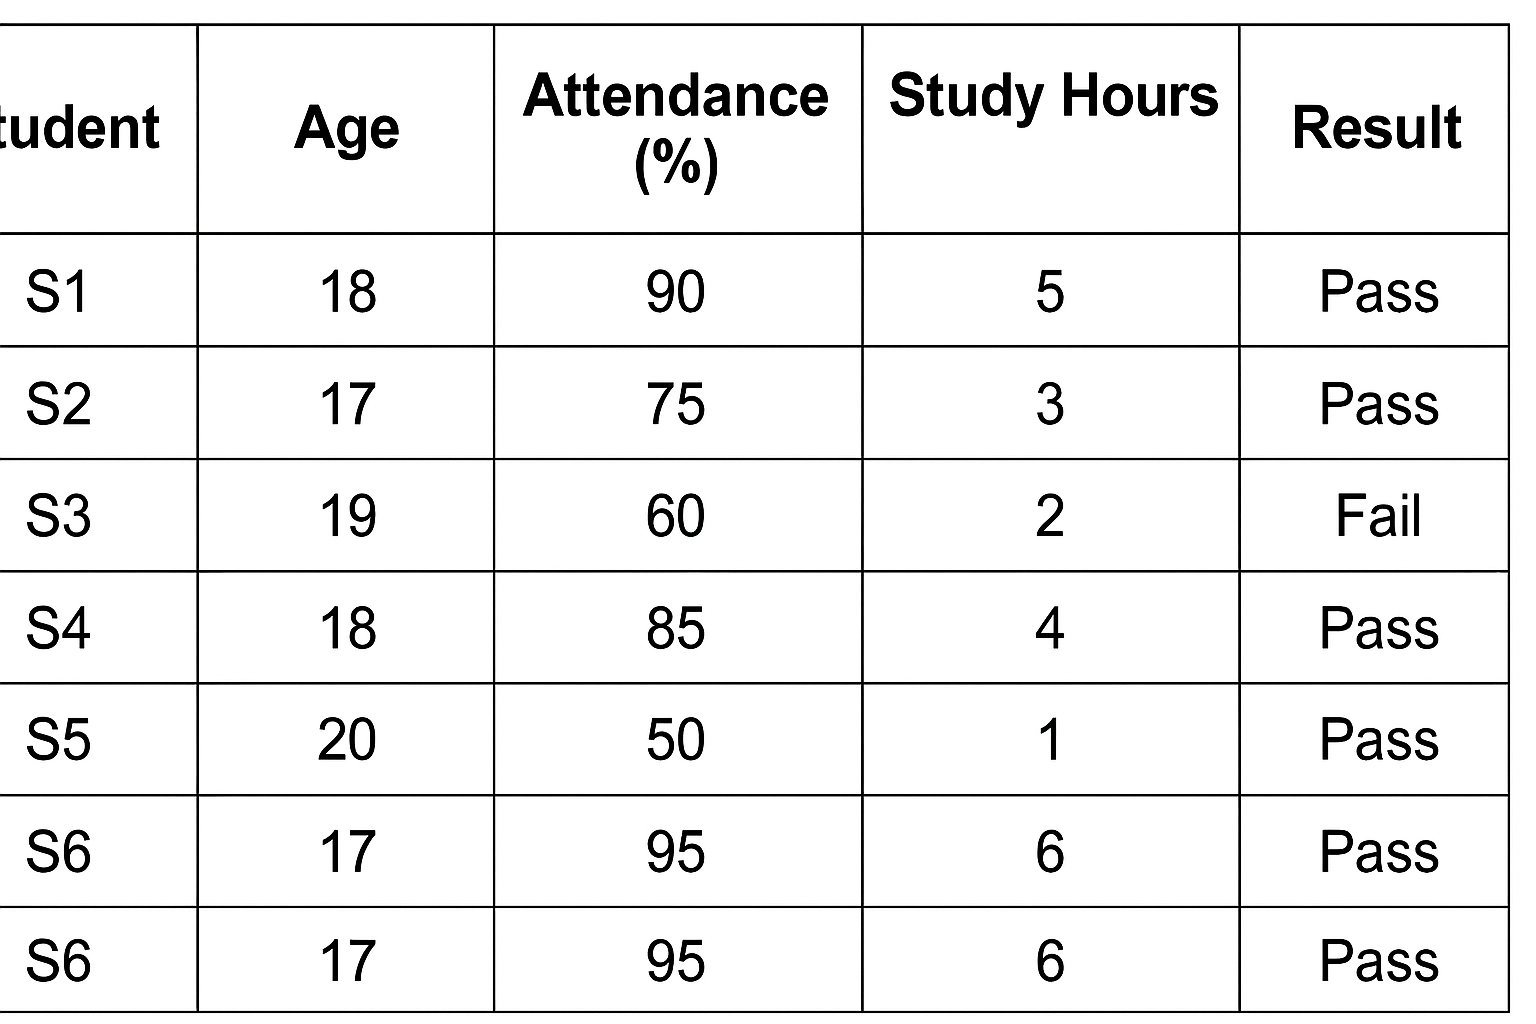 tudent Age Attendance (%) Study Hours Result
S1 18 90 5 Pass
S2 17 75 3 Pass
S3 19 60 2 Fail
S4 18 85 4 Pass
S5 20 50 1 Pass
S6 17 95 6 Pass
S6 17 95 6 Pass